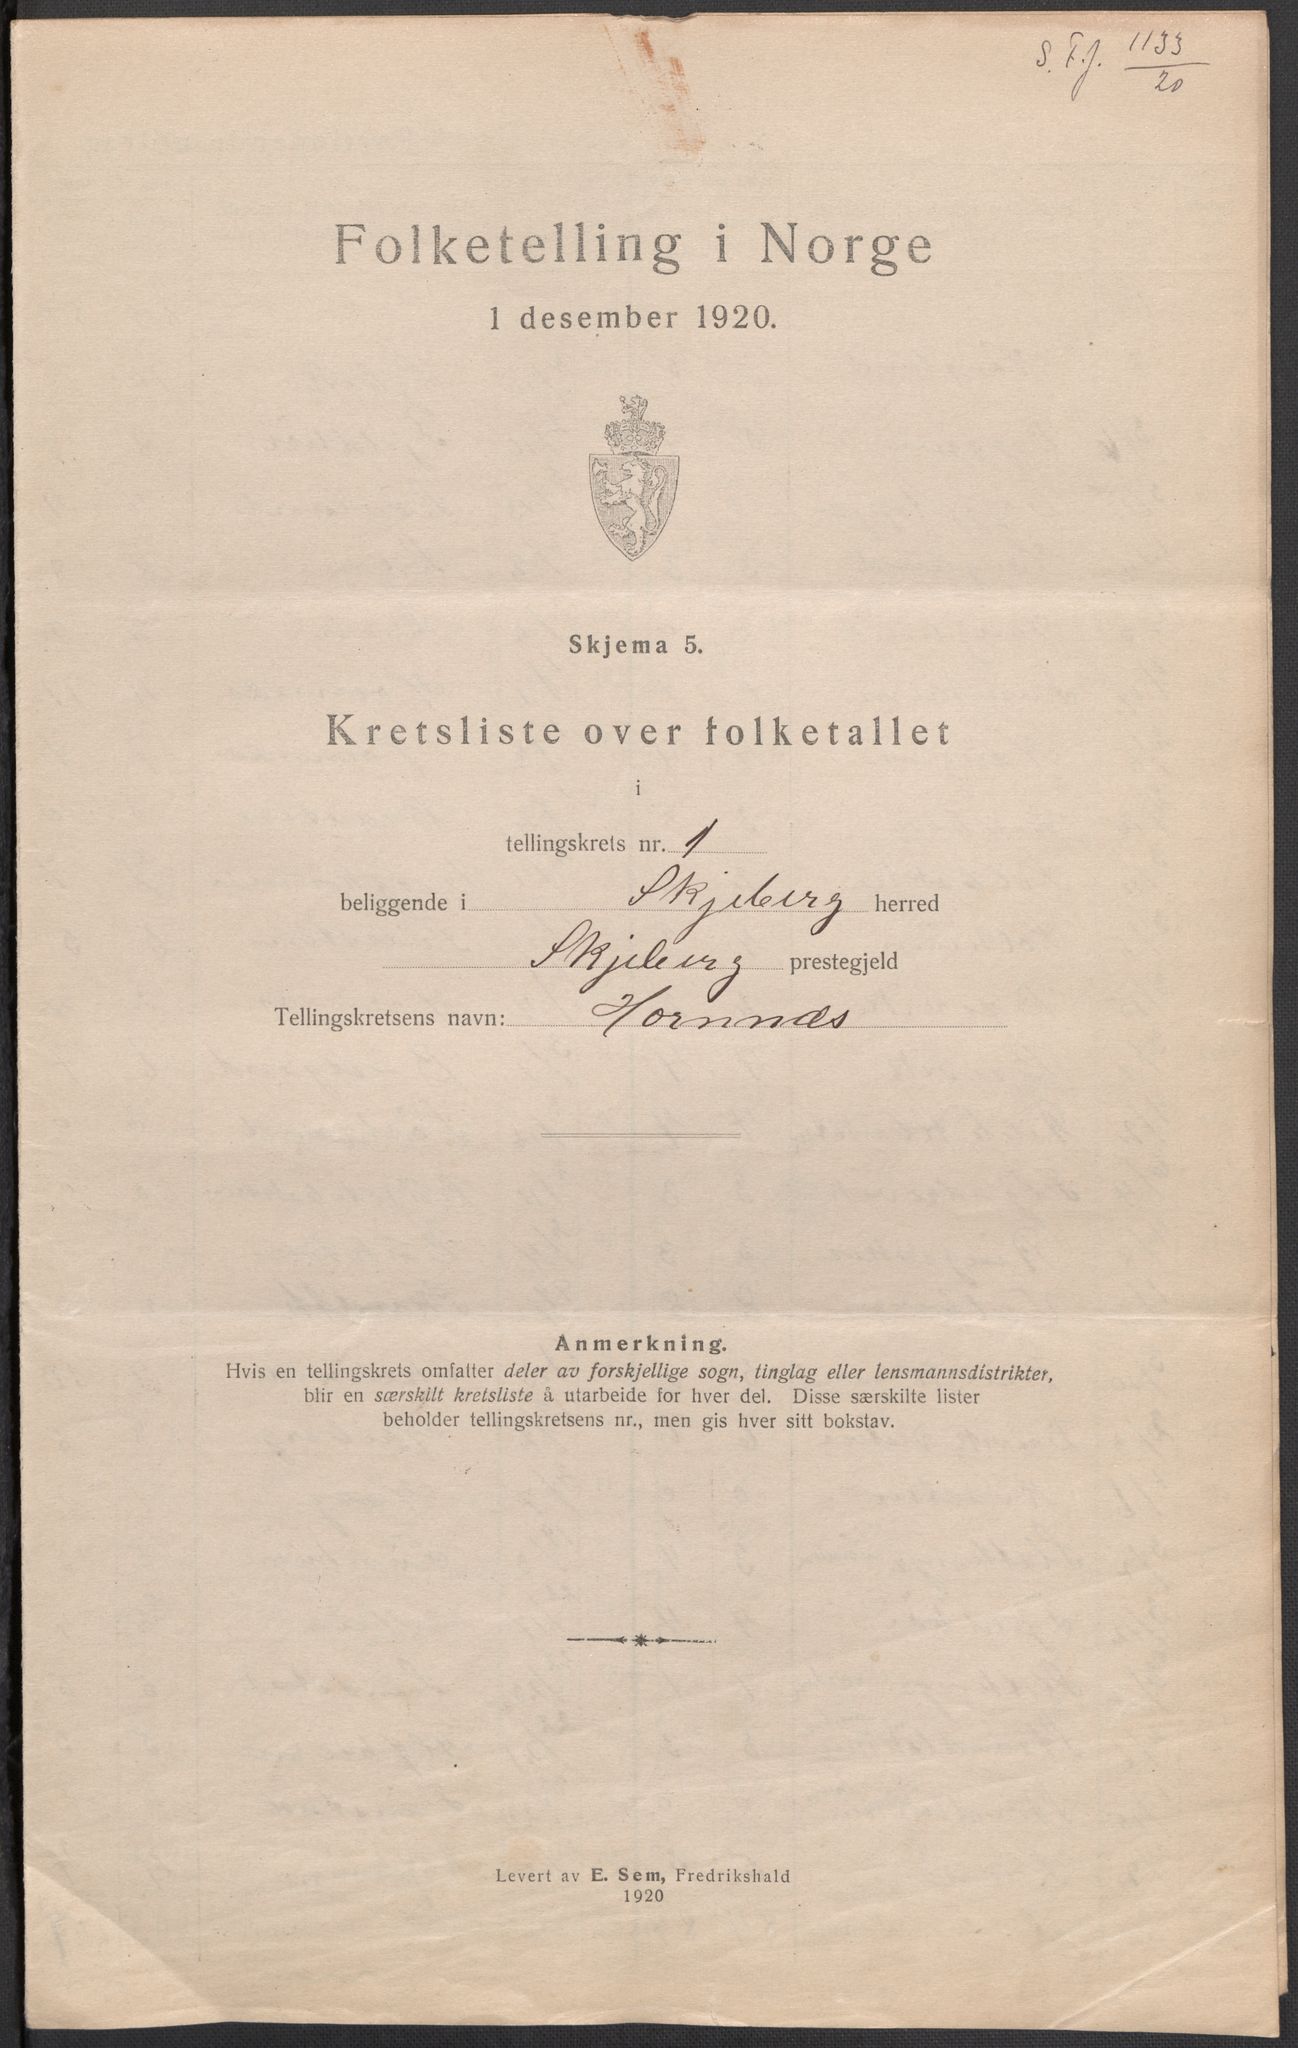 S. F. J. 1133/20
Folketelling i Norge
1 desember 1920.
Skjema 5.
Kretsliste over folketallet
i
tellingskrets nr. 1
beliggende i Skjeberg herred
Skjeberg prestegjeld
Tellingskretsens navn: Hornnæs
Anmerkning.
Hvis en tellingskrets omfatter deler av forskjellige sogn, tinglag eller lensmannsdistrikter,
blir en særskilt kretsliste å utarbeide for hver del. Disse særskilte lister
beholder tellingskretsens nr., men gis hver sitt bokstav.
Levert av E. Sem, Fredrikshald
1920